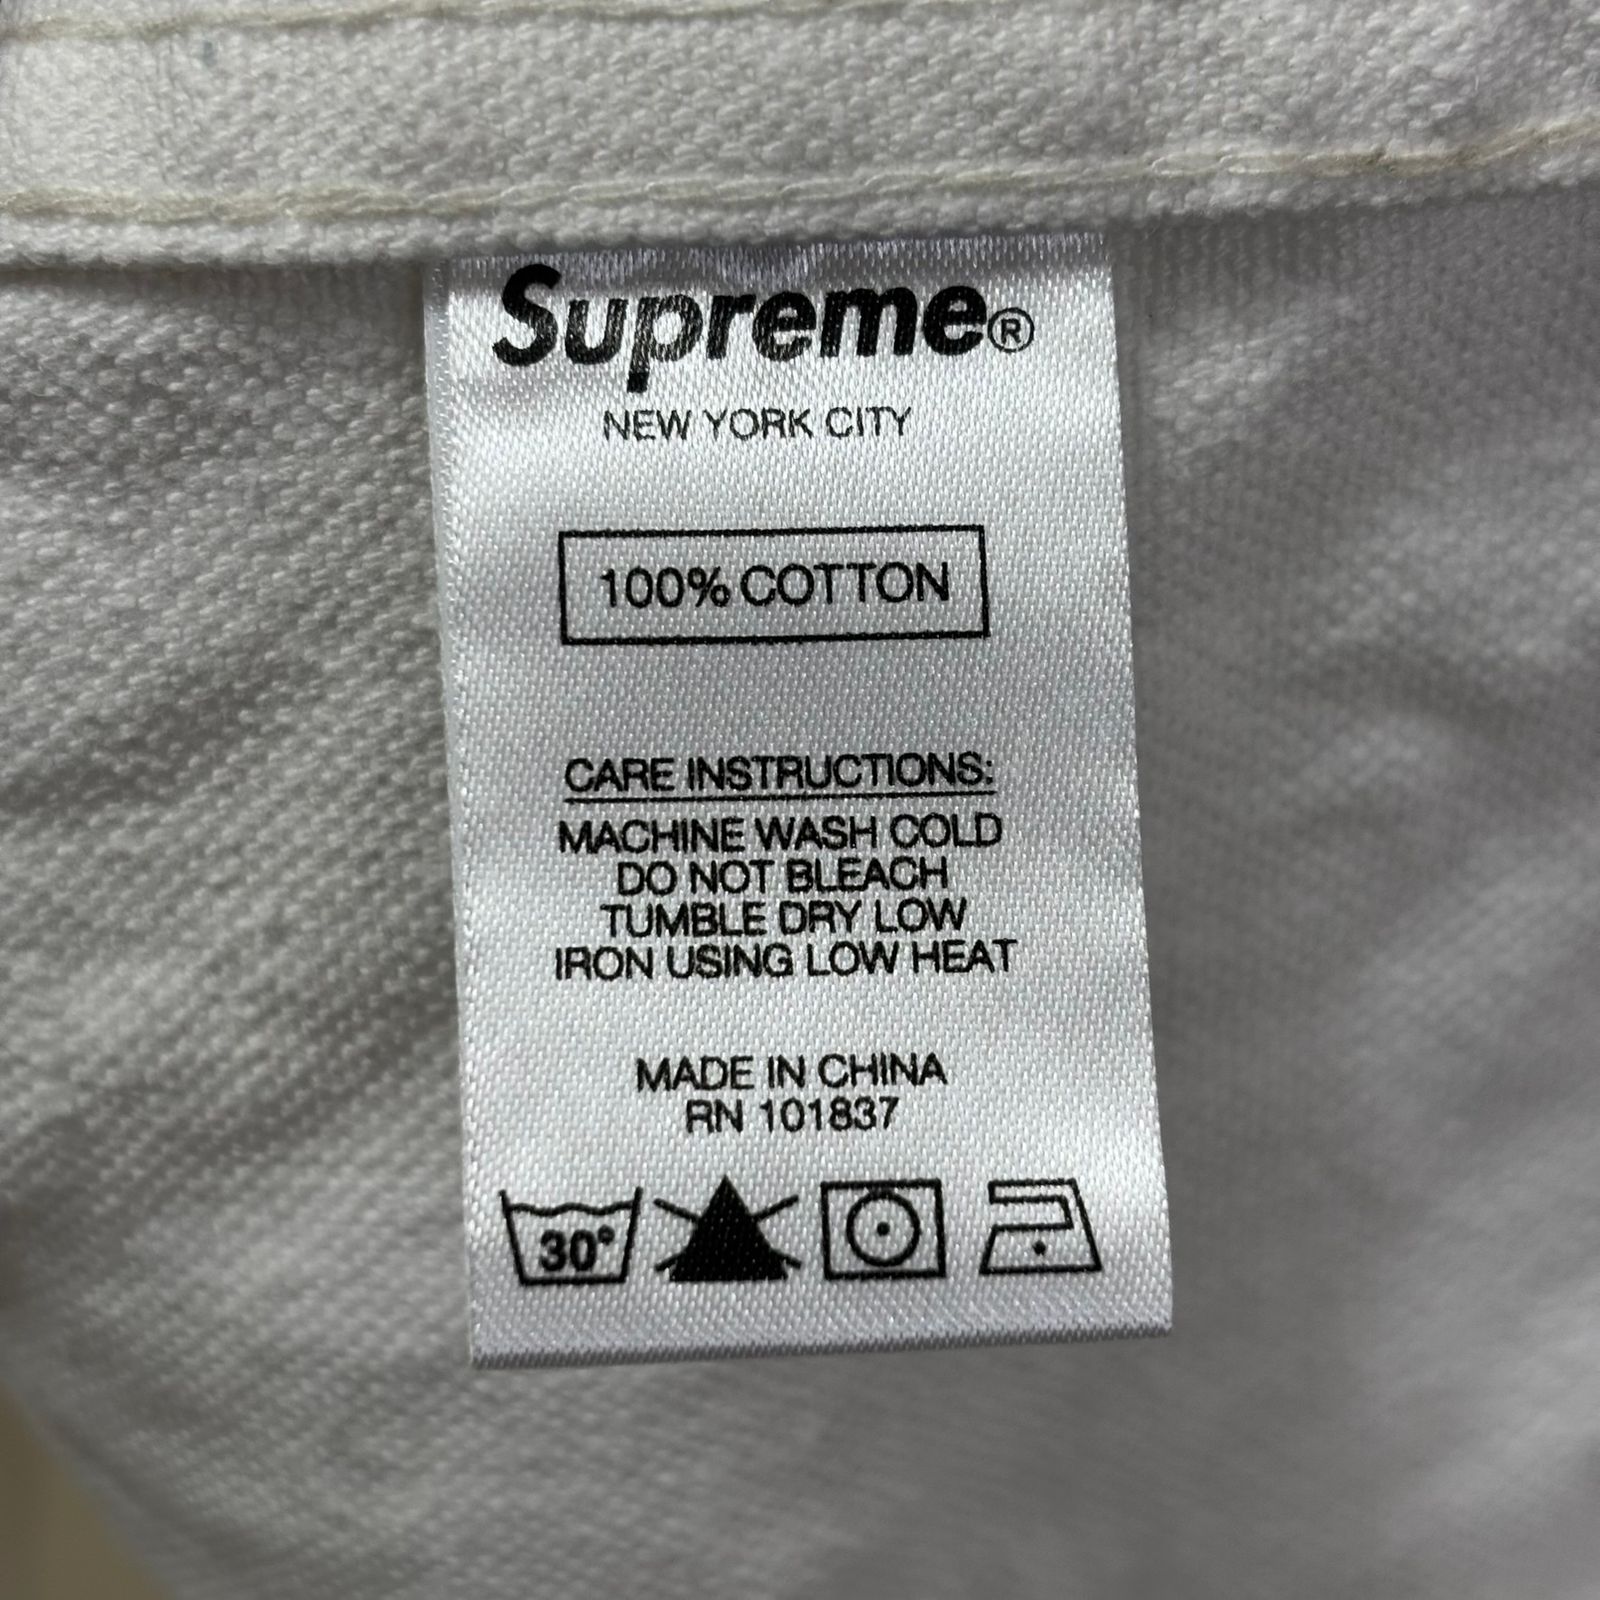 Supreme®
NEW YORK CITY
100% COTTON
CARE INSTRUCTIONS:
MACHINE WASH COLD
DO NOT BLEACH
TUMBLE DRY LOW
IRON USING LOW HEAT
MADE IN CHINA
RN 101837
30°